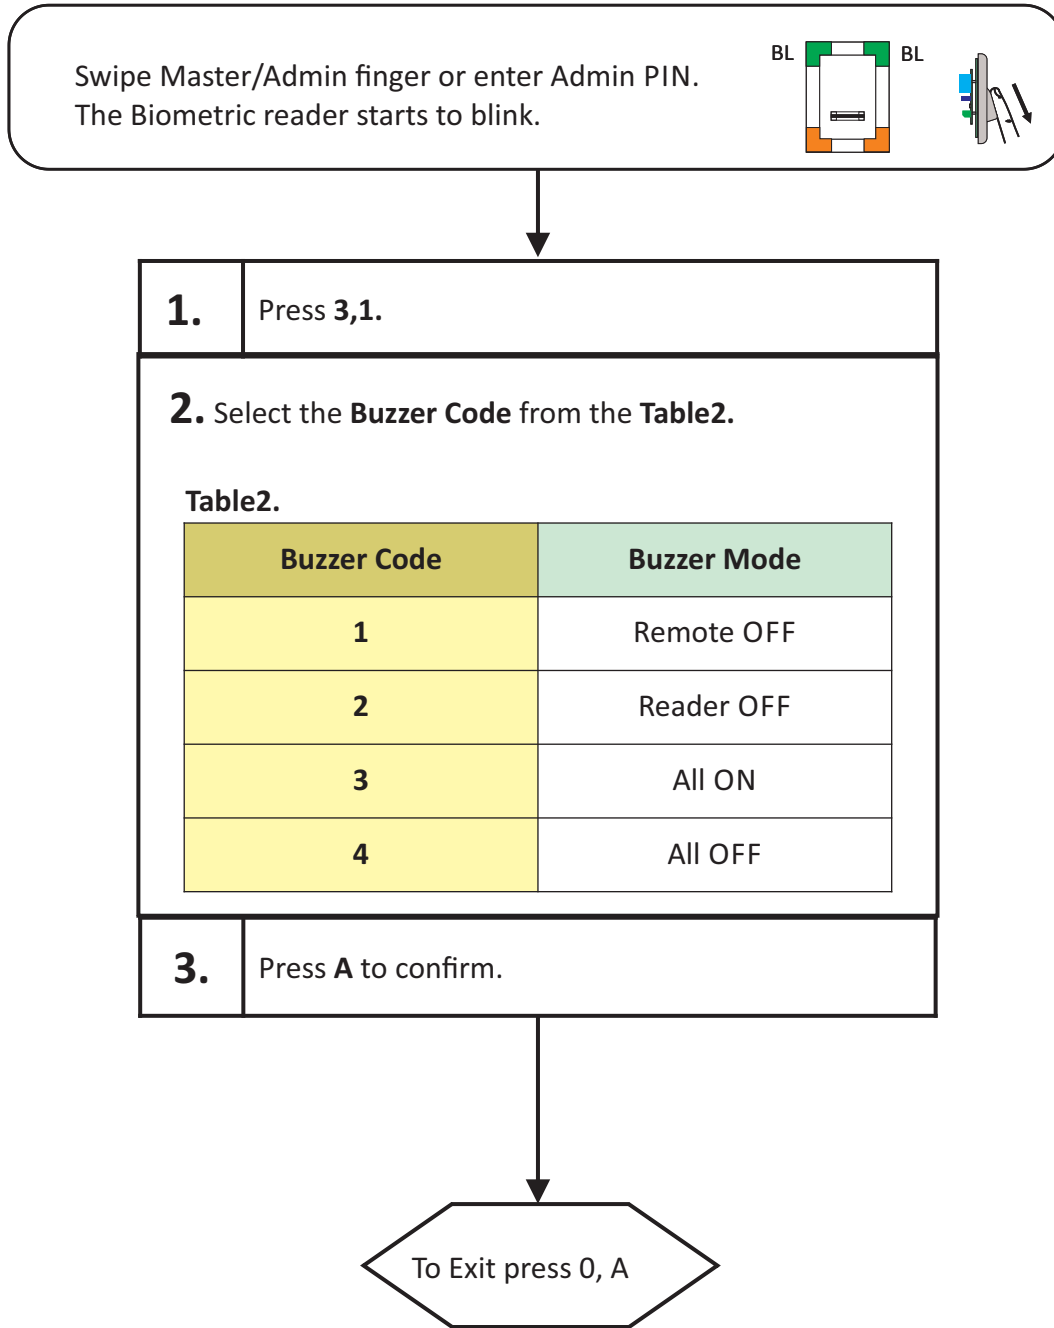 Swipe Master/Admin finger or enter Admin PIN.
The Biometric reader starts to blink.
BL BL
1. Press 3,1.
2. Select the Buzzer Code from the Table2.
Table2.
Buzzer Code Buzzer Mode
1 Remote OFF
2 Reader OFF
3 All ON
4 All OFF
3. Press A to confirm.
To Exit press 0, A